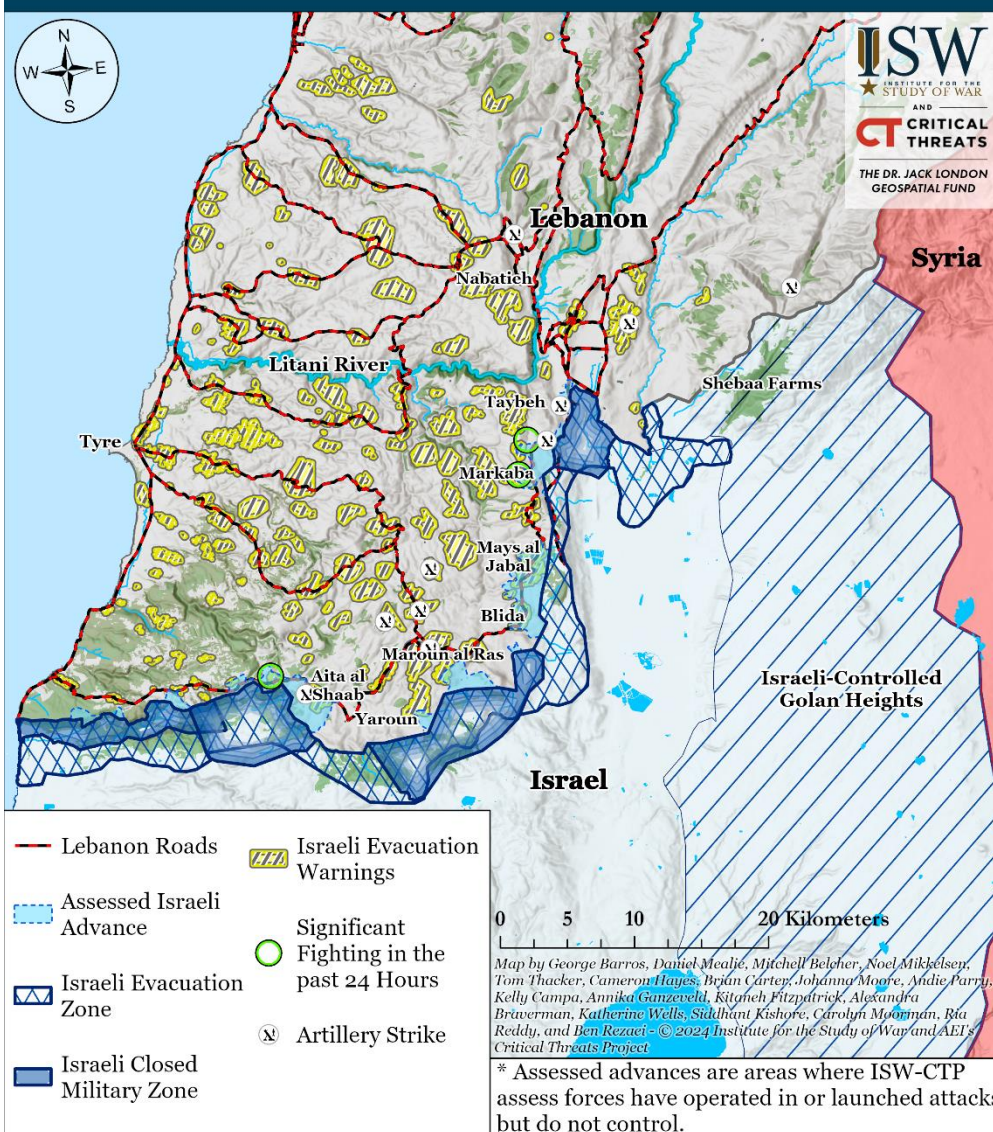 N
W
E
S
ISW
INSTITUTE FOR THE
STUDY OF WAR
AND
CT CRITICAL
THREATS
THE DR. JACK LONDON
GEOSPATIAL FUND
Lebanon
Syria
Nabatieh
Litani River
Taybeh
Shebaa Farms
Tyre
Markaba
Mays al
Jabal
Blida
Maroun al Ras
Aita al
Shaab
Yaroun
Israeli-Controlled
Golan Heights
Israel
Lebanon Roads
Assessed Israeli
Advance
Israeli Evacuation
Zone
Israeli Closed
Military Zone
Israeli Evacuation
Warnings
Significant
Fighting in the
past 24 Hours
Artillery Strike
0 5 10 20 Kilometers
Map by George Barros, Daniel Mealie, Mitchell Belcher, Noel Mikkelsen,
Tom Thacker, Cameron Hayes, Brian Carter, Johanna Moore, Andie Parry,
Kelly Campa, Annika Ganzeveld, Kitaneh Fitzpatrick, Alexandra
Braverman, Katherine Wells, Siddhant Kishore, Carolyn Moorman, Ria
Reddy, and Ben Rezaei - © 2024 Institute for the Study of War and AEI's
Critical Threats Project
* Assessed advances are areas where ISW-CTP
assess forces have operated in or launched attacks
but do not control.